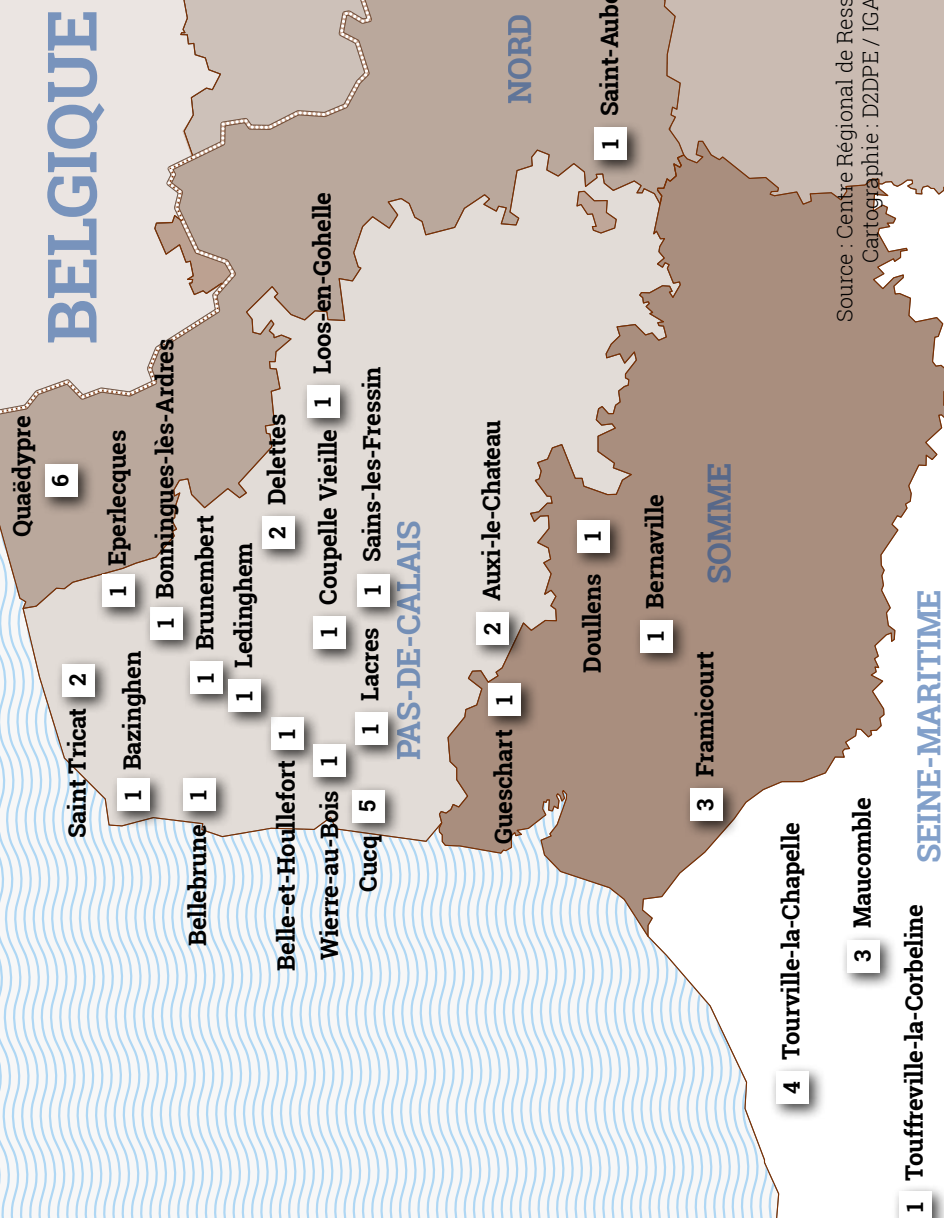 BELGIQUE
Quaëdypre
6
Eperlecques
1
Saint Tricat
2
Bazinghen
1
Bonningues-lès-Ardres
1
Brunembert
1
Bellebrune
1
Ledinghem
1
Delettes
2
Belle-et-Houllefort
1
Loos-en-Gohelle
1
Coupelle Vieille
1
Wierre-au-Bois
1
Sains-les-Fressin
1
Lacres
1
Cucq
5
PAS-DE-CALAIS
NORD
Auxi-le-Chateau
2
Gueschart
1
Saint-Aube
1
Doullens
1
Bernaville
1
SOMME
Framicourt
3
Tourville-la-Chapelle
4
Maucomble
3
Touffreville-la-Corbeline
1
SEINE-MARITIME
Source : Centre Régional de Ress
Cartographie : D2DPE / IGA